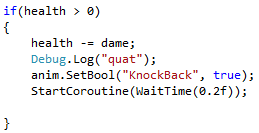 if(health > 0)
{
health -= dame;
Debug.Log("quat");
anim.SetBool("KnockBack", true);
StartCoroutine(WaitTime(0.2f));
}